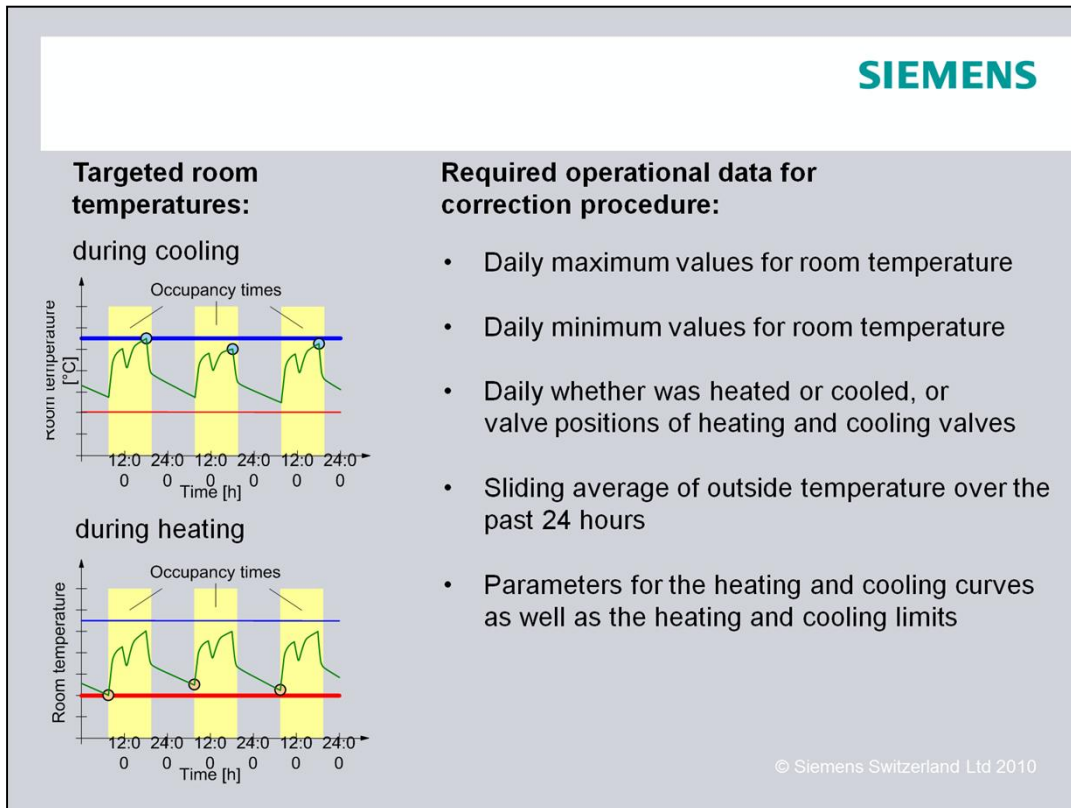 SIEMENS
Targeted room
temperatures:
during cooling
Occupancy times
Room temperature
[°C]
12:0 24:0 12:0 24:0 12:0 24:0
0 0 0 0 0 0
Time [h]
during heating
Occupancy times
Room temperature
12:0 24:0 12:0 24:0 12:0 24:0
0 0 0 0 0 0
Time [h]
Required operational data for
correction procedure:
• Daily maximum values for room temperature
• Daily minimum values for room temperature
• Daily whether was heated or cooled, or
valve positions of heating and cooling valves
• Sliding average of outside temperature over the
past 24 hours
• Parameters for the heating and cooling curves
as well as the heating and cooling limits
© Siemens Switzerland Ltd 2010